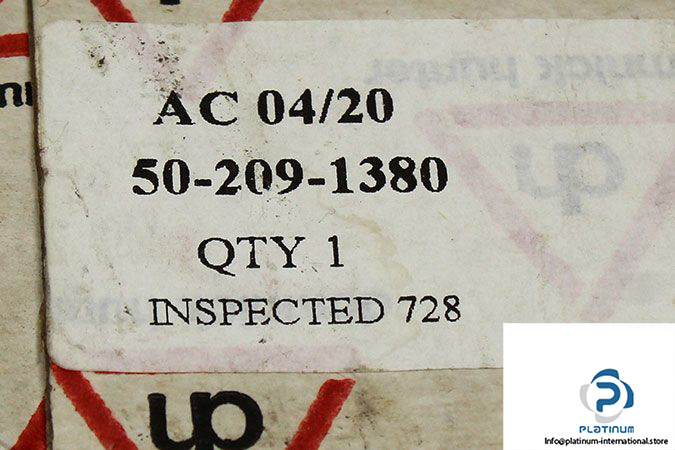 AC 04/20
50-209-1380
QTY 1
INSPECTED 728
PLATINUM
Info@platinum-international.store